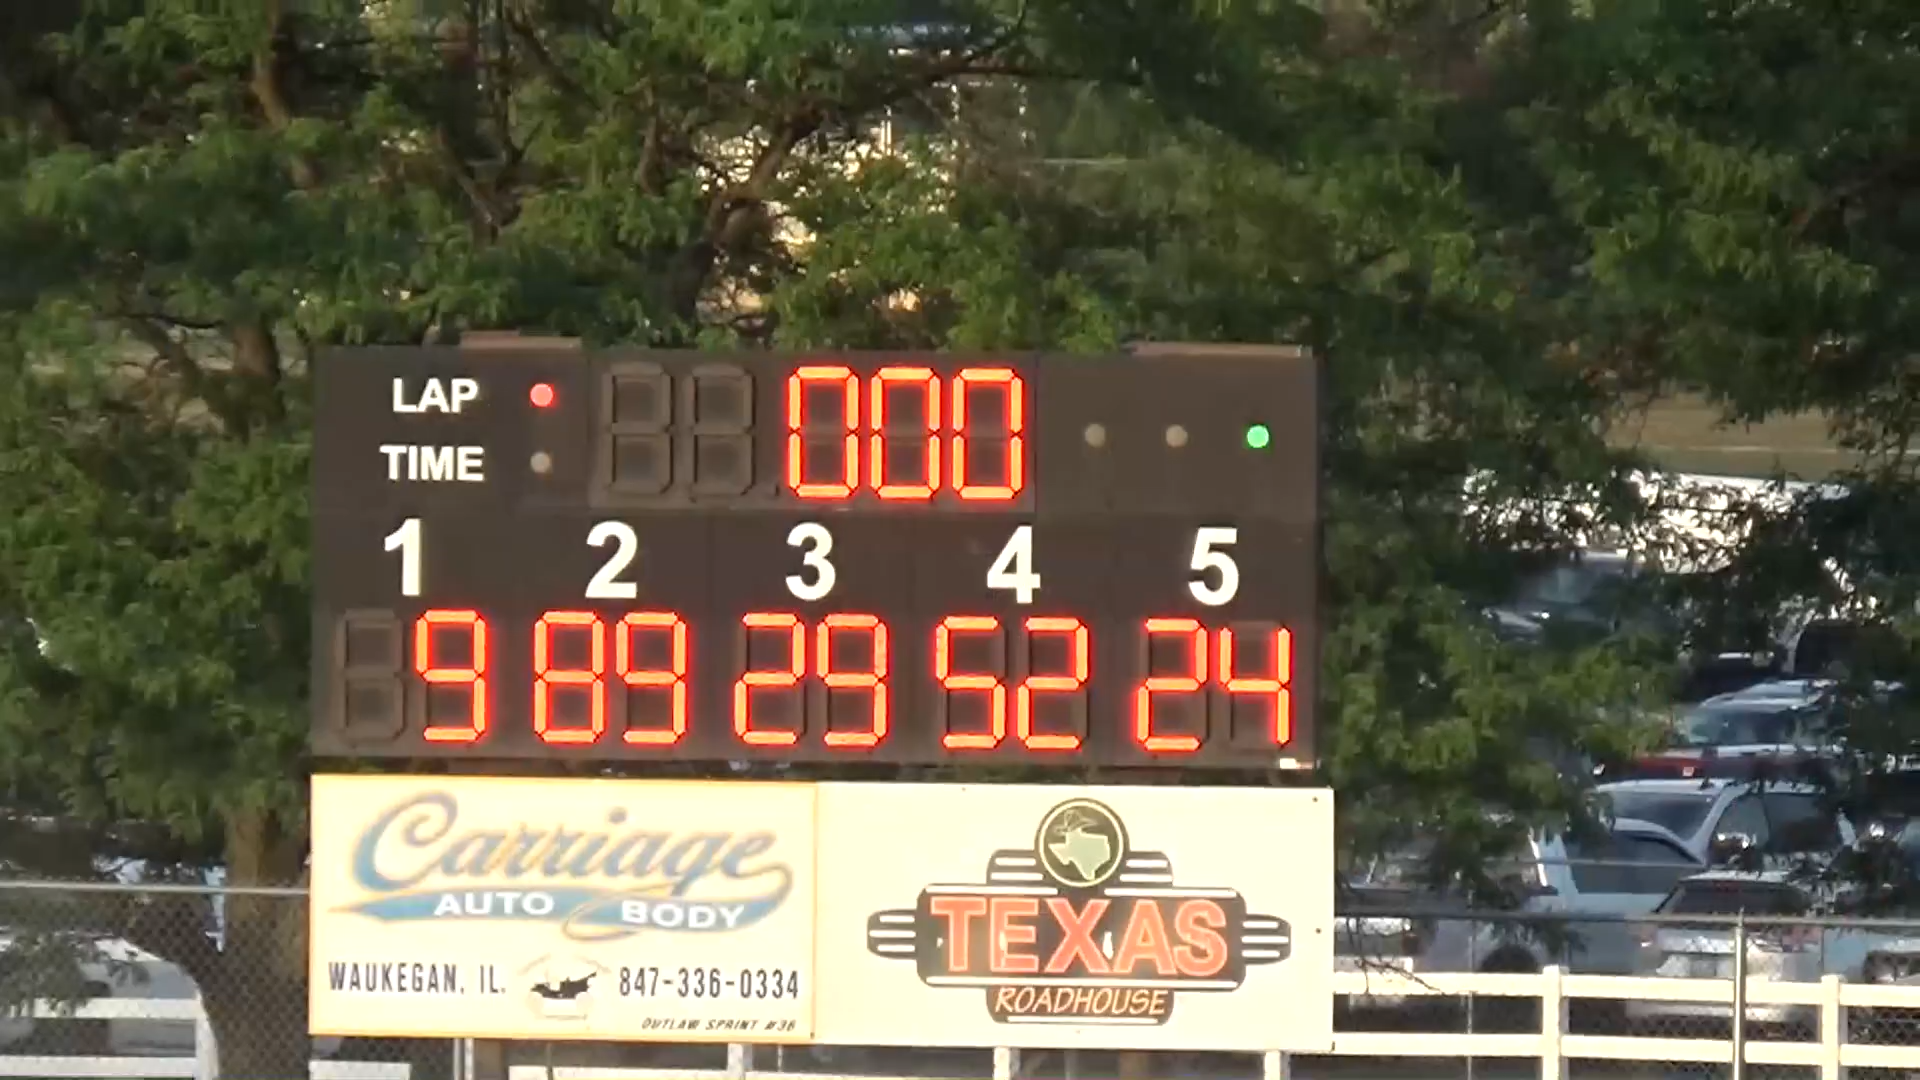 LAP 000
TIME
1 2 3 4 5
9 89 29 52 24
Carriage
AUTO BODY
WAUKEGAN, IL. 847-336-0334
OUTLAW SPRINT #36
TEXAS
ROADHOUSE